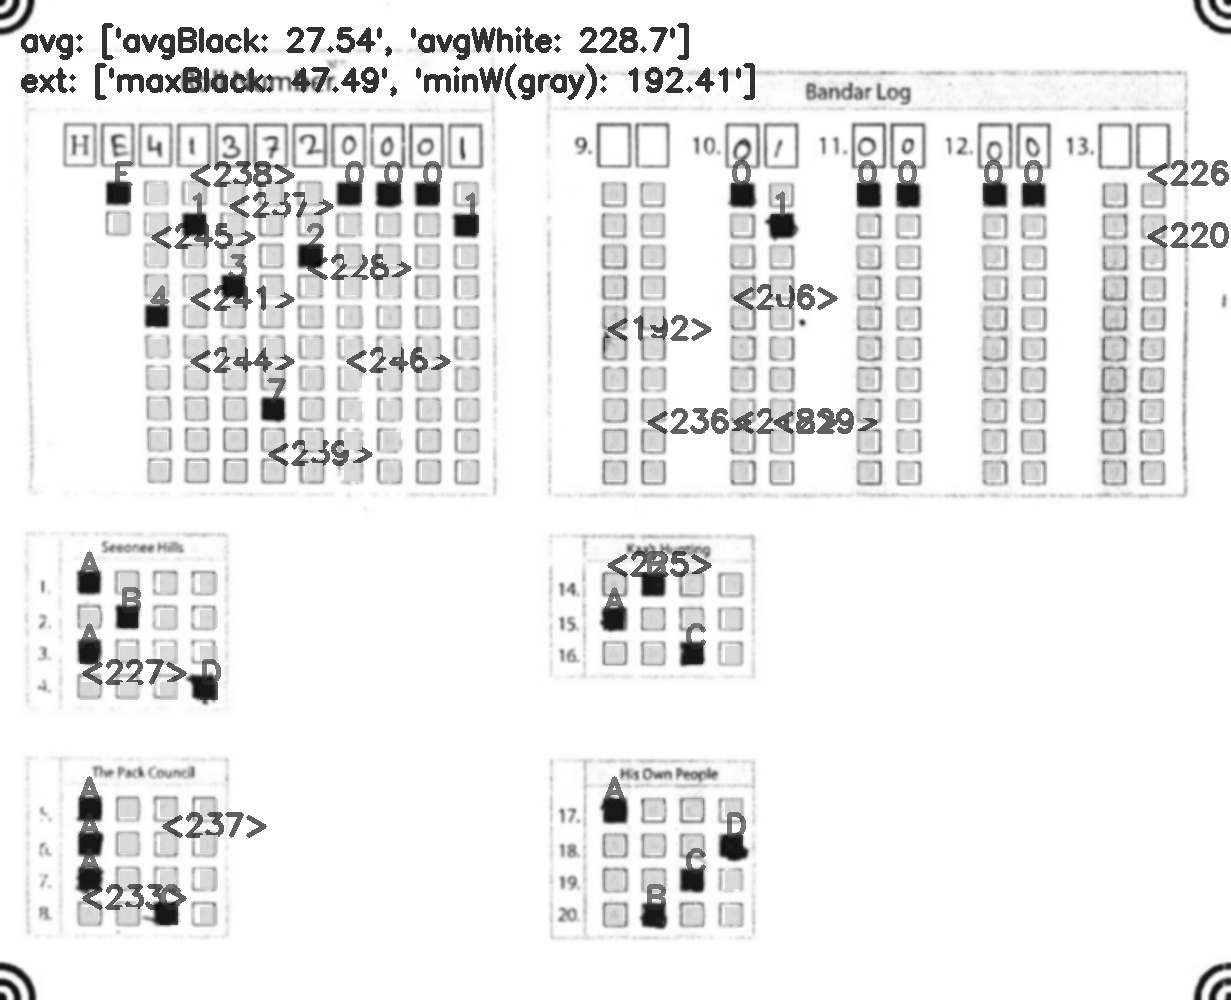 avg: ['avgBlack: 27.54', 'avgWhite: 228.7']
ext: ['maxBlack: 47.49', 'minW(gray): 192.41']
Bandar Log
H E 4 1 3 7 2 0 0 0 1
9. 10. 0 1 11. 0 0 12. 0 0 13.
E <238> 0 0 0 0 0 0 0 0 <226
1 <237> 1 1
<245> 2 <220
3 <228>
4 <241> <206>
<192>
<244> <246>
7
<236 <239>
<239>
Seeonee Hills
A
1.
B
2.
A
3.
<227> D
4.
Kaa's Hunting
<225>
14.
A
15.
C
16.
The Pack Council
A
5.
<237>
A
6.
A
7.
<233>
C
8.
His Own People
A
17.
D
18.
C
19.
B
20.